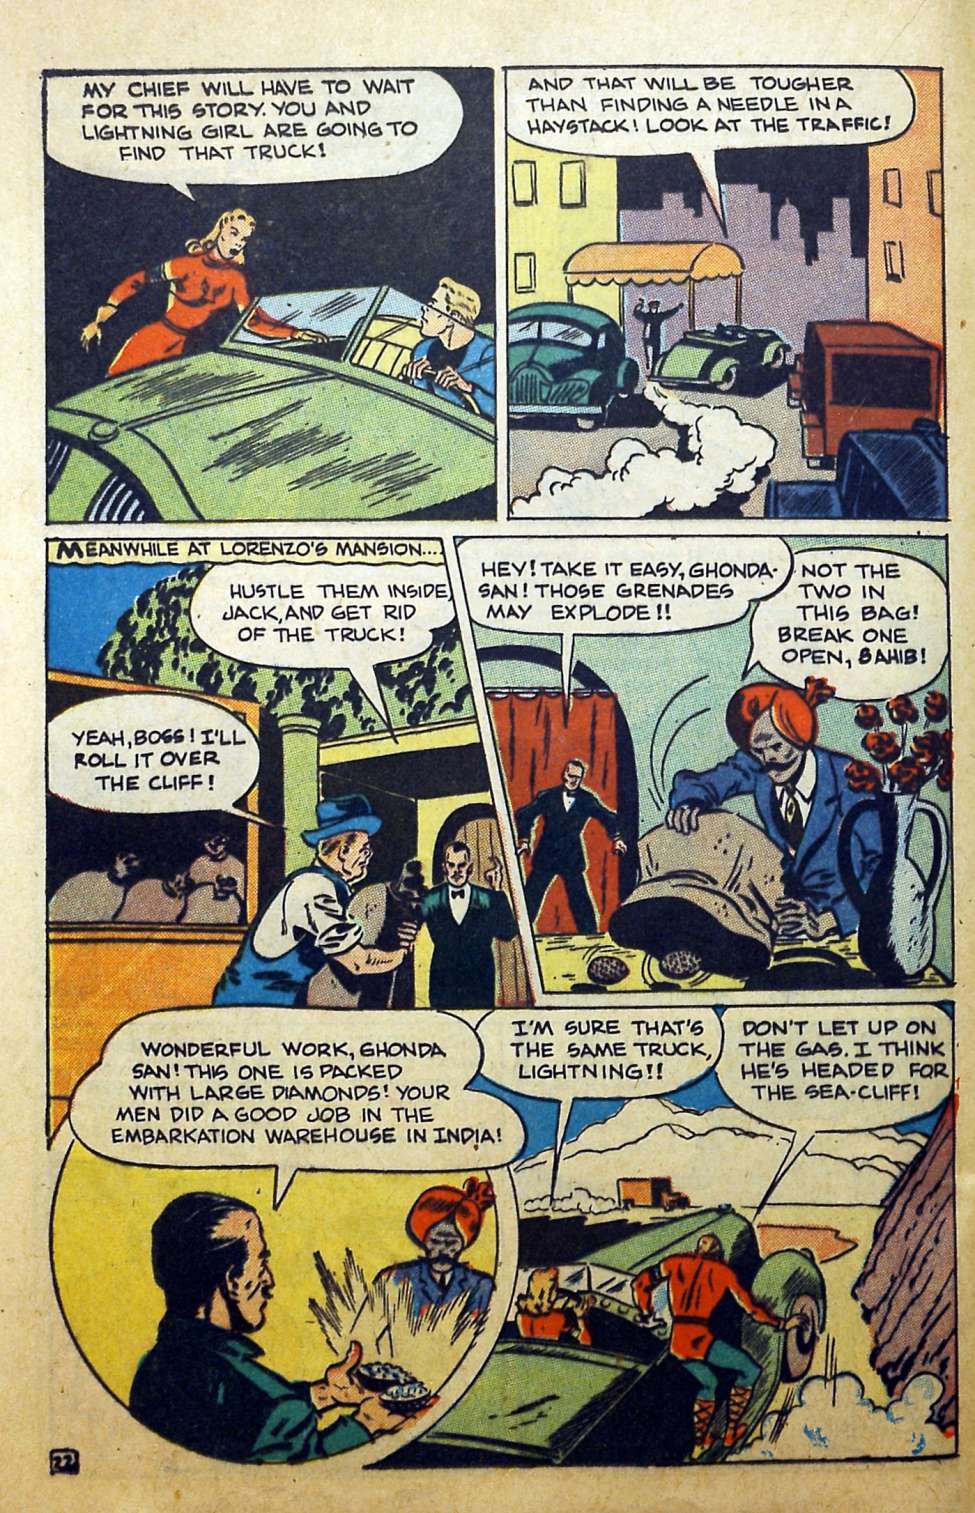 MY CHIEF WILL HAVE TO WAIT
FOR THIS STORY. YOU AND
LIGHTNING GIRL ARE GOING TO
FIND THAT TRUCK!
AND THAT WILL BE TOUGHER
THAN FINDING A NEEDLE IN A
HAYSTACK! LOOK AT THE TRAFFIC!
MEANWHILE AT LORENZO'S MANSION....
HUSTLE THEM INSIDE,
JACK, AND GET RID
OF THE TRUCK!
YEAH, BOSS! I'LL
ROLL IT OVER
THE CLIFF!
HEY! TAKE IT EASY, GHONDA-
SAN! THOSE GRENADES
MAY EXPLODE!!
NOT THE
TWO IN
THIS BAG!
BREAK ONE
OPEN, SAHIB!
WONDERFUL WORK, GHONDA
SAN! THIS ONE IS PACKED
WITH LARGE DIAMONDS! YOUR
MEN DID A GOOD JOB IN THE
EMBARKATION WAREHOUSE IN INDIA!
I'M SURE THAT'S
THE SAME TRUCK,
LIGHTNING!!
DON'T LET UP ON
THE GAS. I THINK
HE'S HEADED FOR
THE SEA-CLIFF!
22